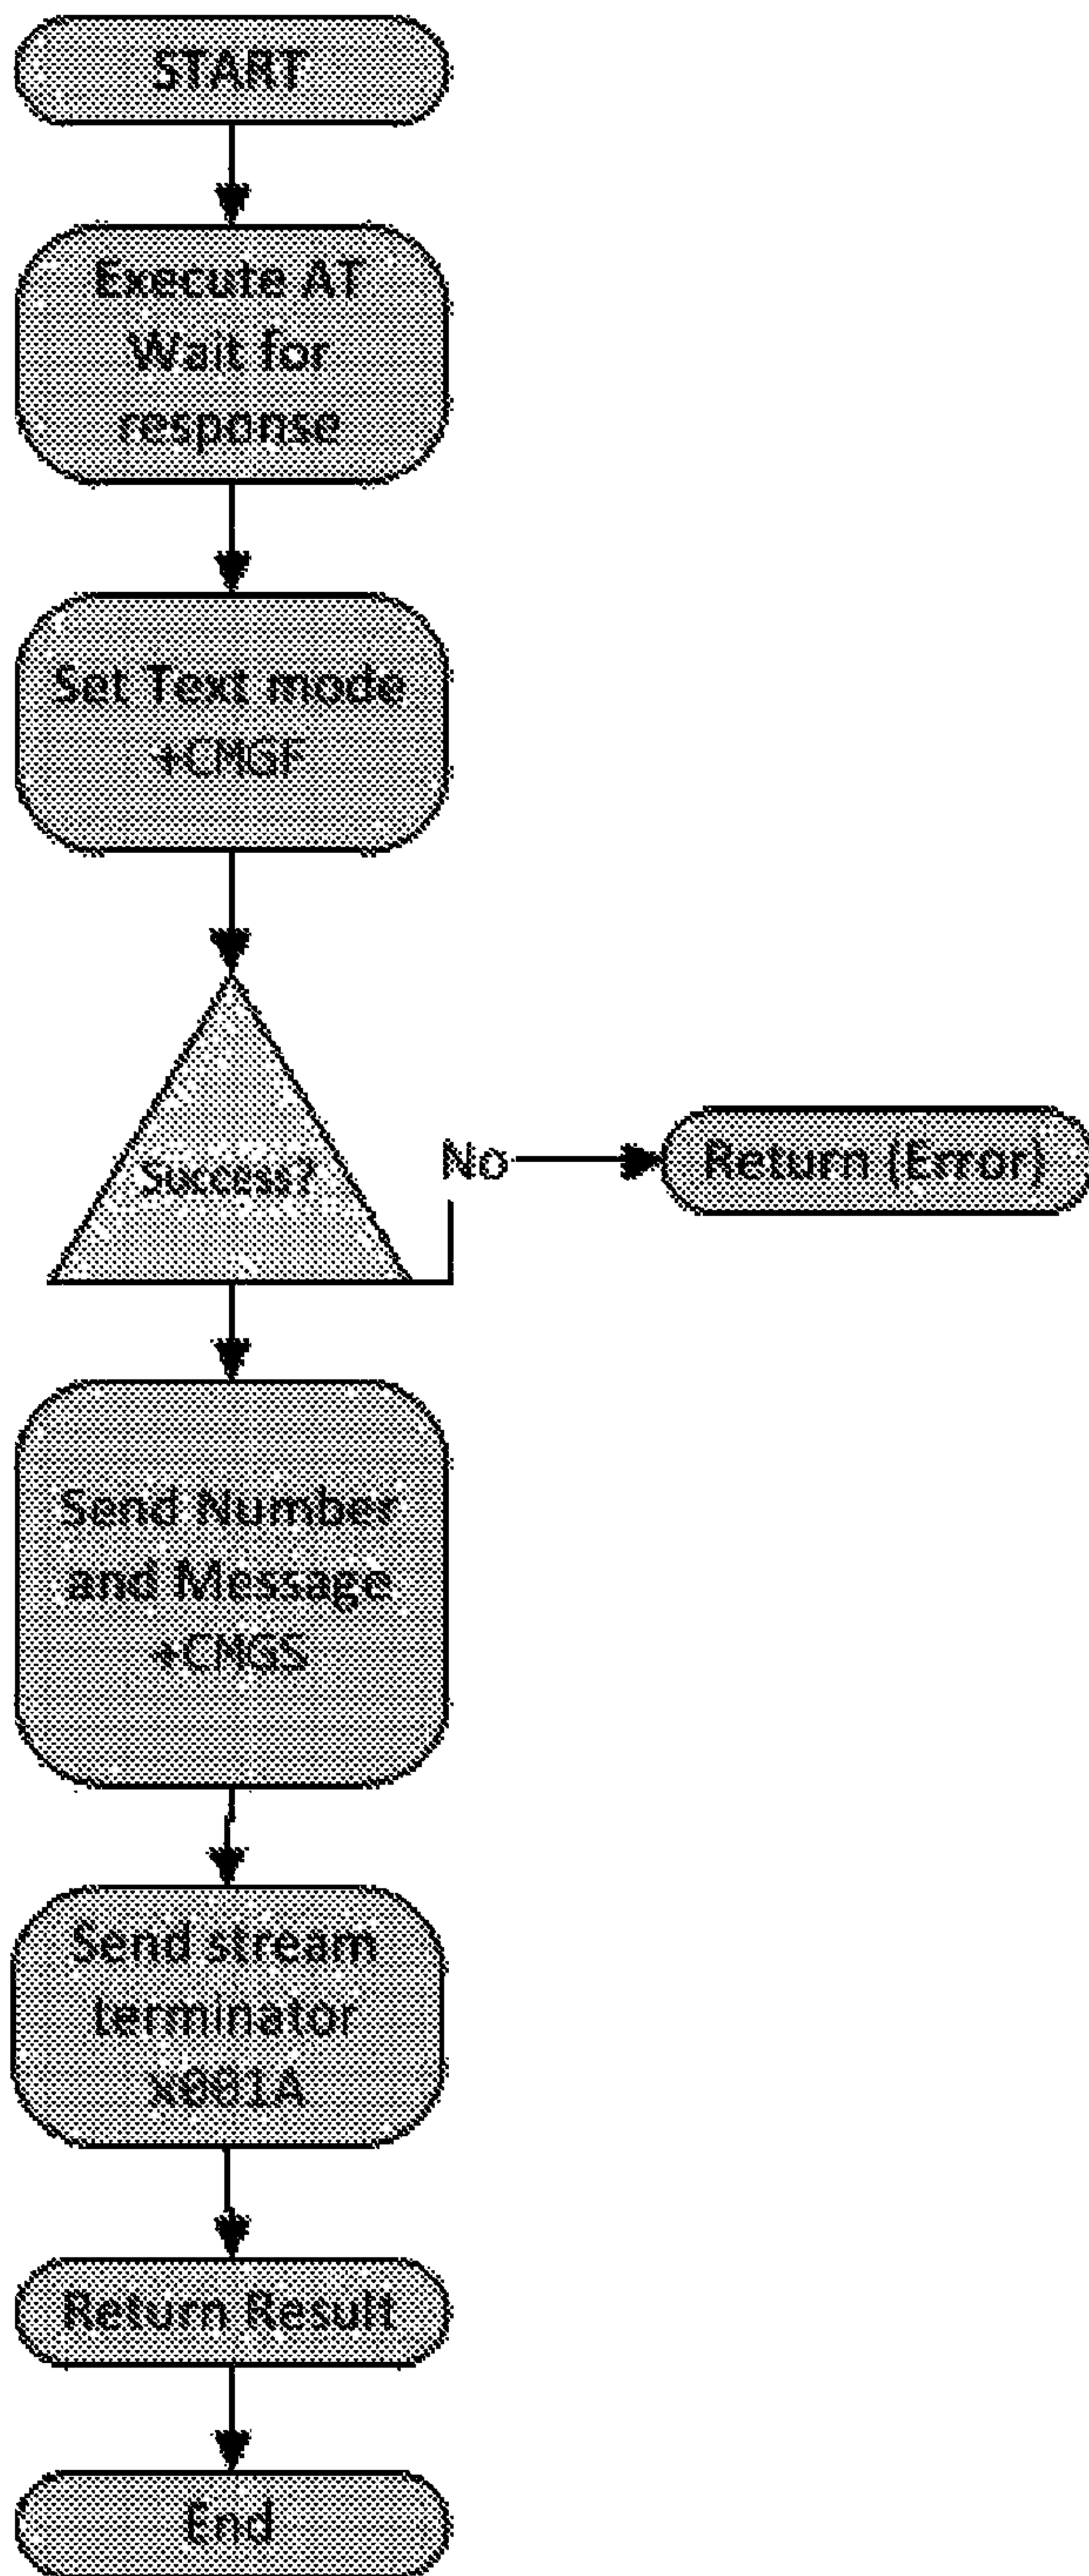 START
Execute AT
Wait for
response
Set Text mode
+CMGF
Success?
No
Return (Error)
Send Number
and Message
+CMGS
Send stream
terminator
x001A
Return Result
End